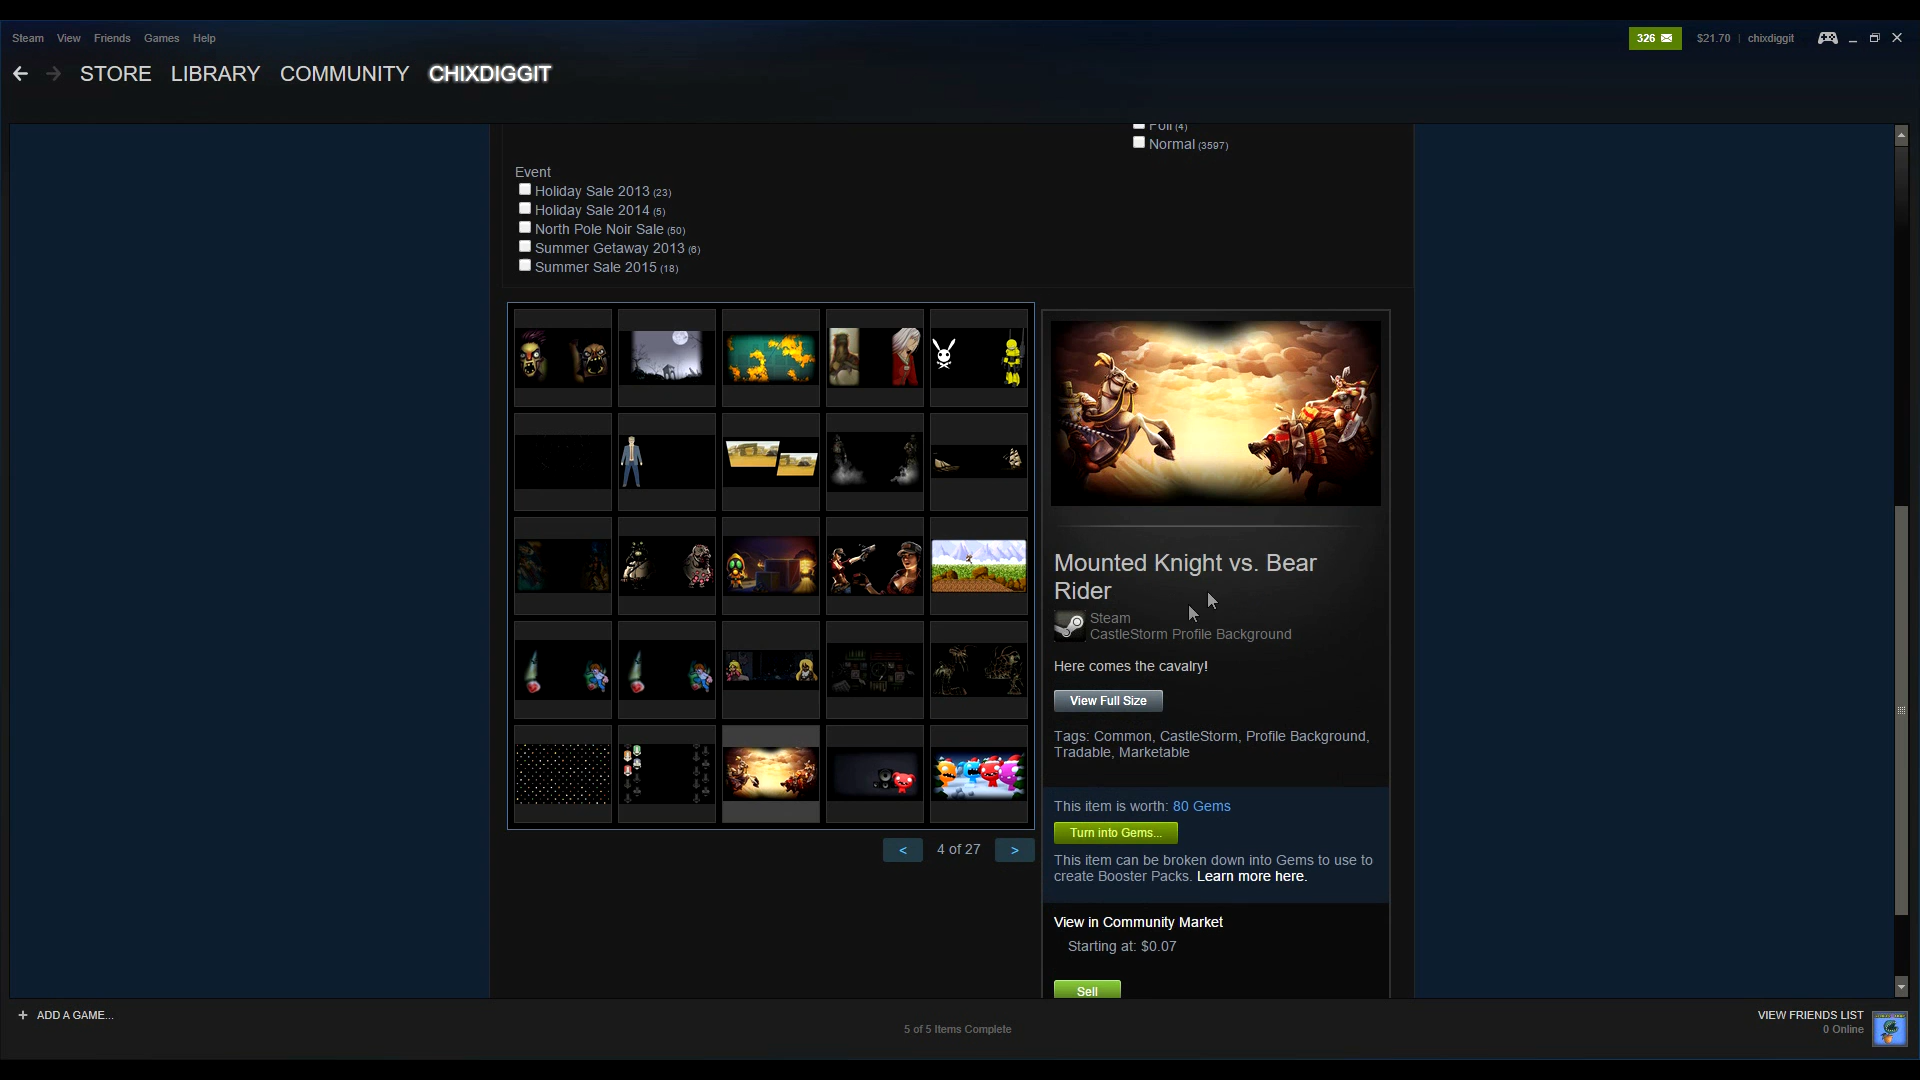 Steam View Friends Games Help
326
$21.70 | chixdiggit
STORE LIBRARY COMMUNITY CHIXDIGGIT
Full (4)
Normal (3597)
Event
Holiday Sale 2013 (23)
Holiday Sale 2014 (5)
North Pole Noir Sale (50)
Summer Getaway 2013 (6)
Summer Sale 2015 (18)
Mounted Knight vs. Bear
Rider
Steam
CastleStorm Profile Background
Here comes the cavalry!
View Full Size
Tags: Common, CastleStorm, Profile Background,
Tradable, Marketable
This item is worth: 80 Gems
Turn into Gems...
This item can be broken down into Gems to use to
create Booster Packs. Learn more here.
< 4 of 27 >
View in Community Market
Starting at: $0.07
Sell
+ ADD A GAME...
5 of 5 Items Complete
VIEW FRIENDS LIST
0 Online